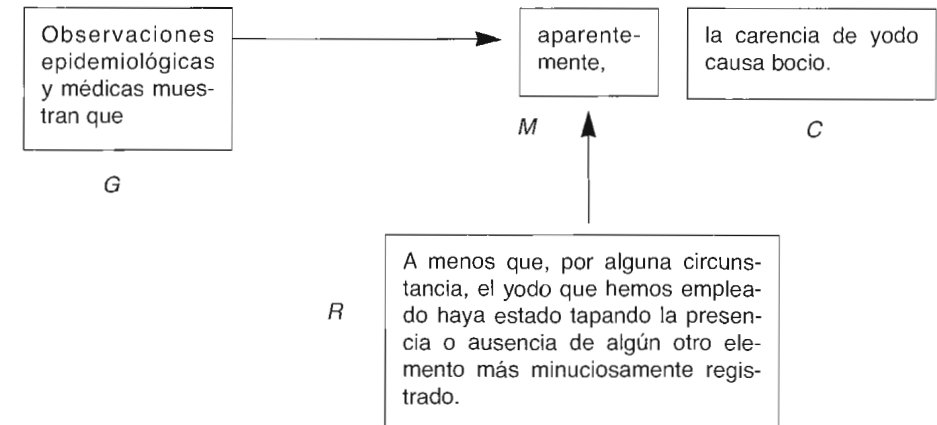 Observaciones
epidemiológicas
y médicas mues-
tran que
G
aparente-
mente,
M
la carencia de yodo
causa bocio.
C
R
A menos que, por alguna circuns-
tancia, el yodo que hemos emplea-
do haya estado tapando la presen-
cia o ausencia de algún otro ele-
mento más minuciosamente regis-
trado.